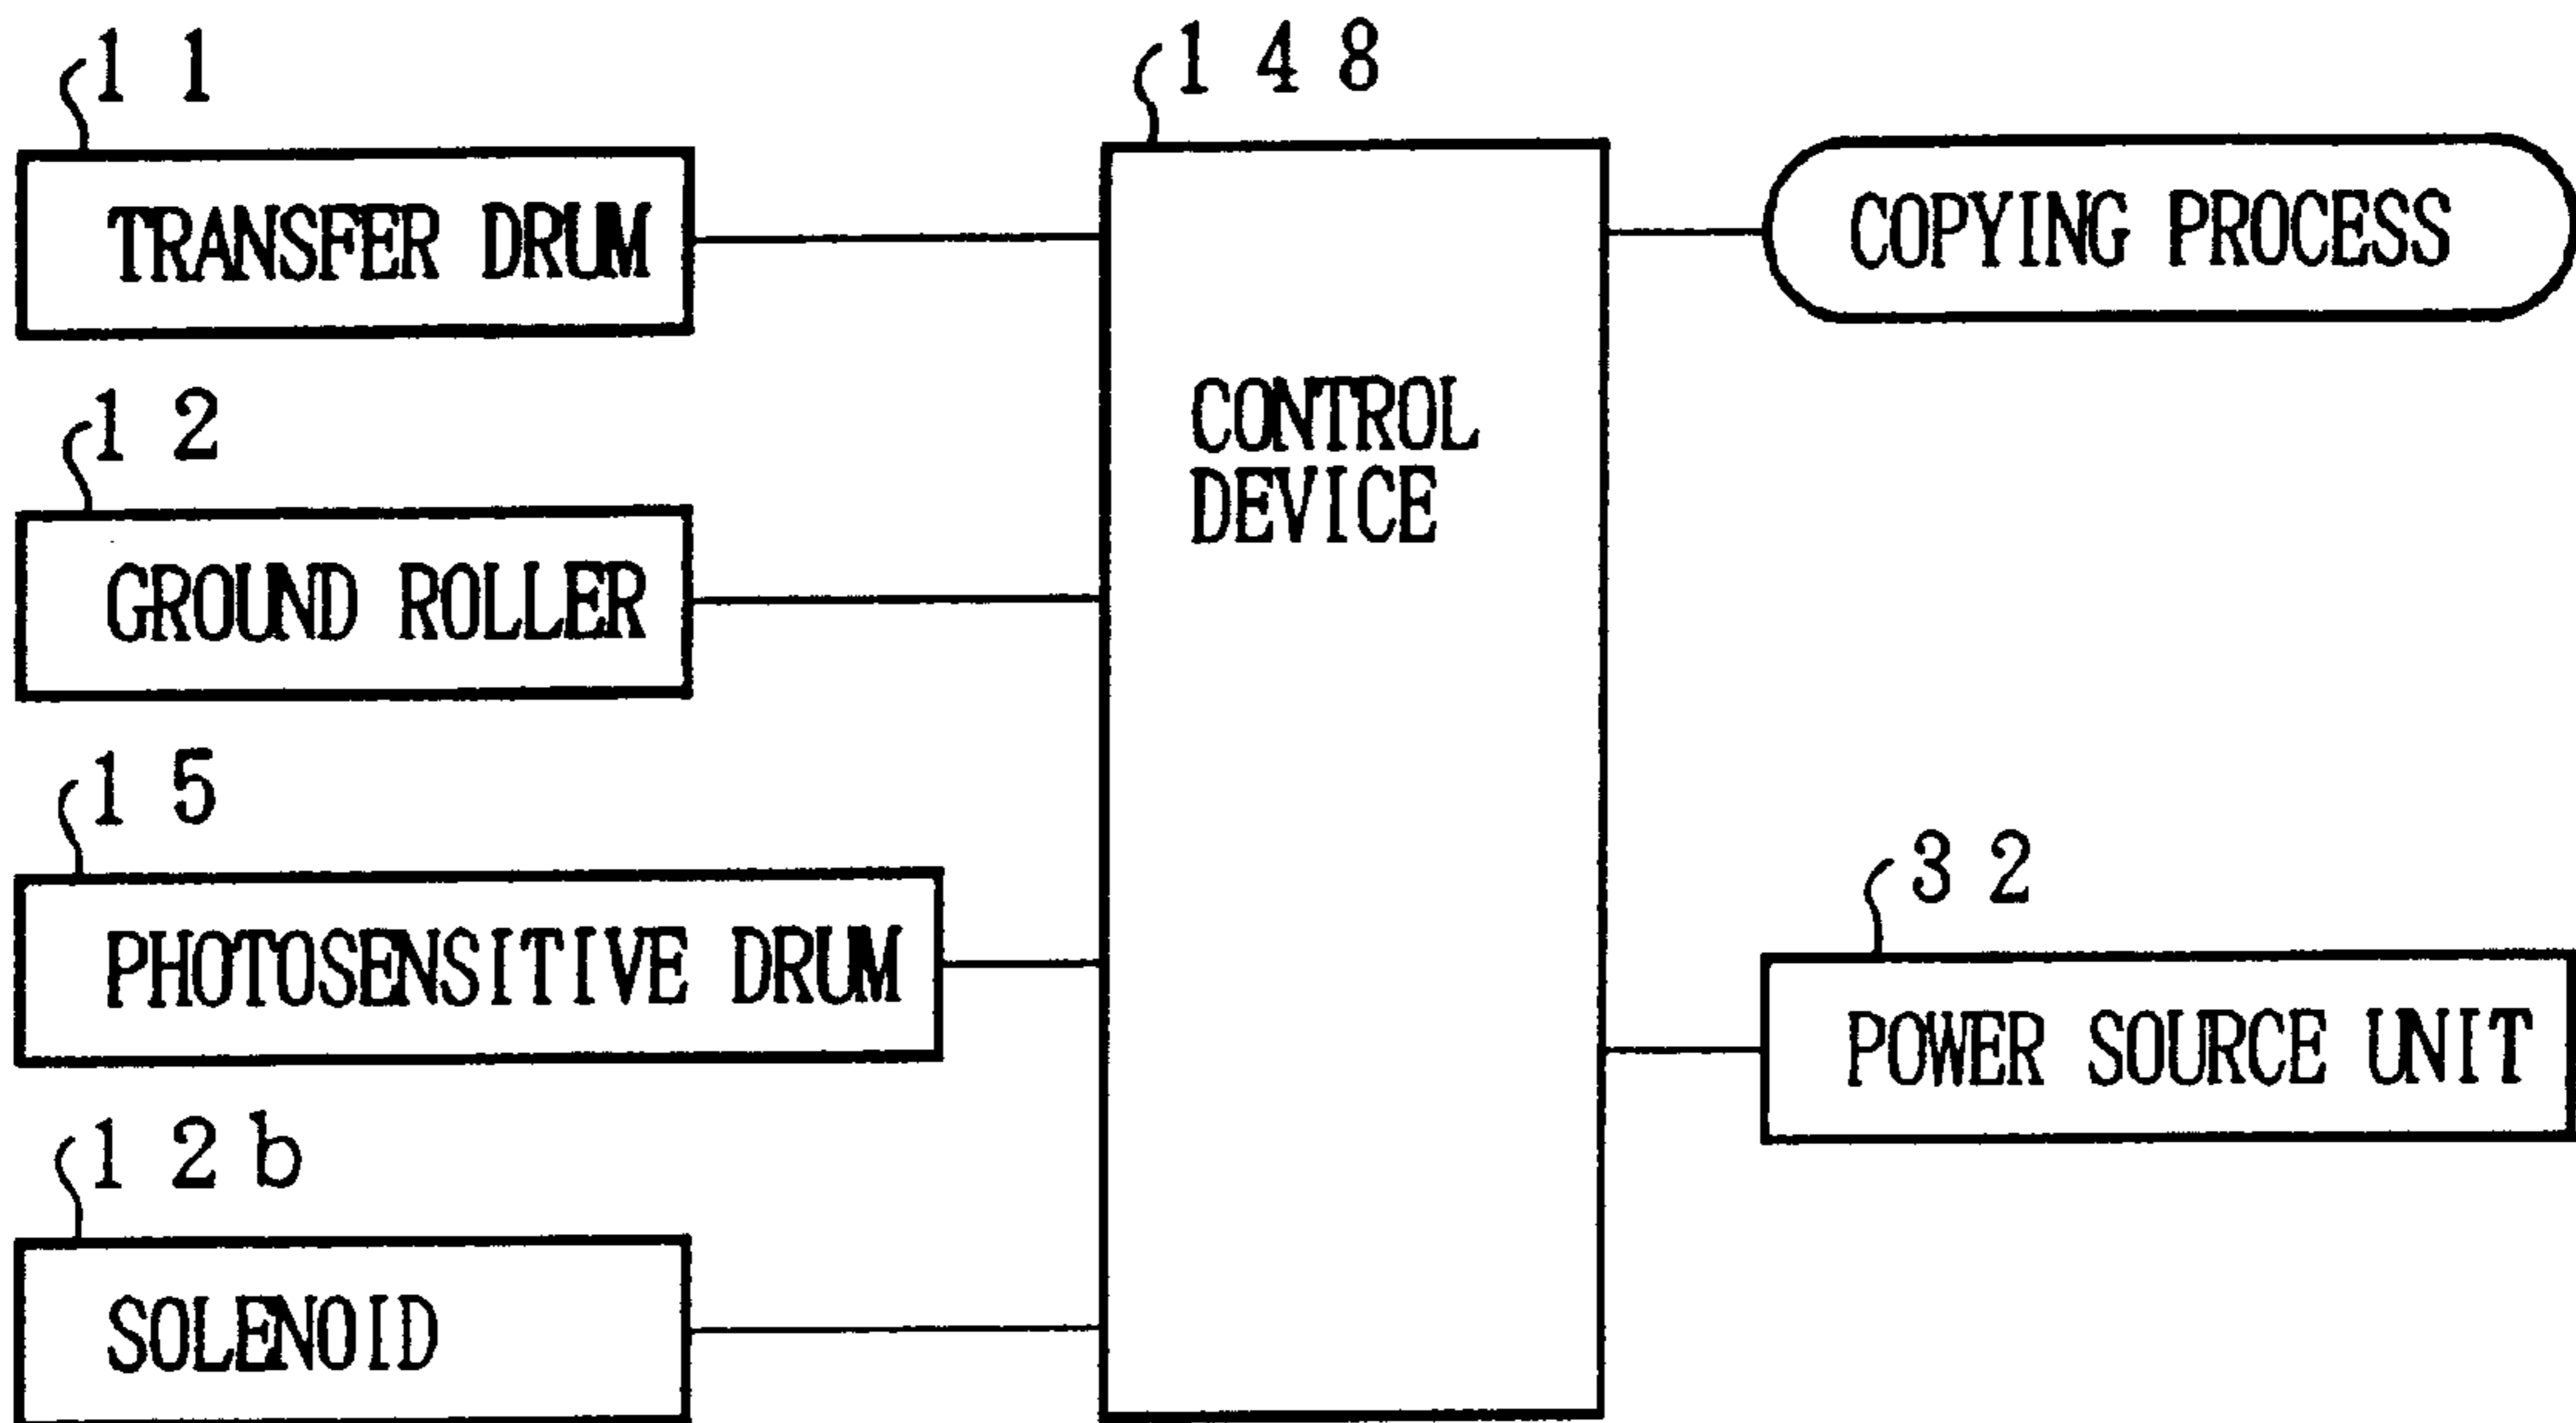 11
TRANSFER DRUM
12
GROUND ROLLER
15
PHOTOSENSITIVE DRUM
12b
SOLENOID
148
CONTROL
DEVICE
COPYING PROCESS
32
POWER SOURCE UNIT